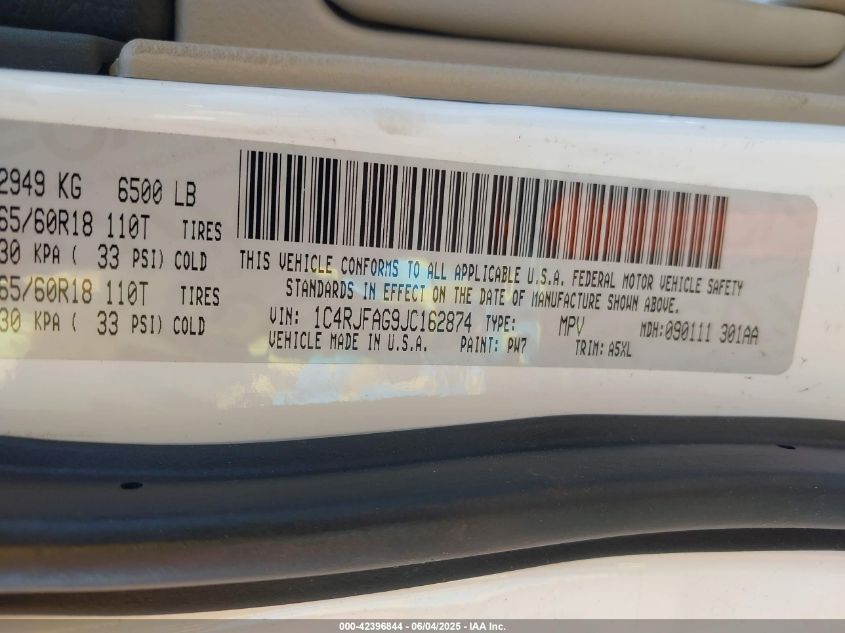 2949 KG 6500 LB
65/60R18 110T TIRES
30 KPA ( 33 PSI) COLD
65/60R18 110T TIRES
30 KPA ( 33 PSI) COLD
THIS VEHICLE CONFORMS TO ALL APPLICABLE U.S.A. FEDERAL MOTOR VEHICLE SAFETY
STANDARDS IN EFFECT ON THE DATE OF MANUFACTURE SHOWN ABOVE.
VIN: 1C4RJFAG9JC162874 TYPE: MPV MDH:090111 301AA
VEHICLE MADE IN U.S.A. PAINT: PW7 TRIM: A5XL
000-42396844 - 06/04/2025 - IAA Inc.